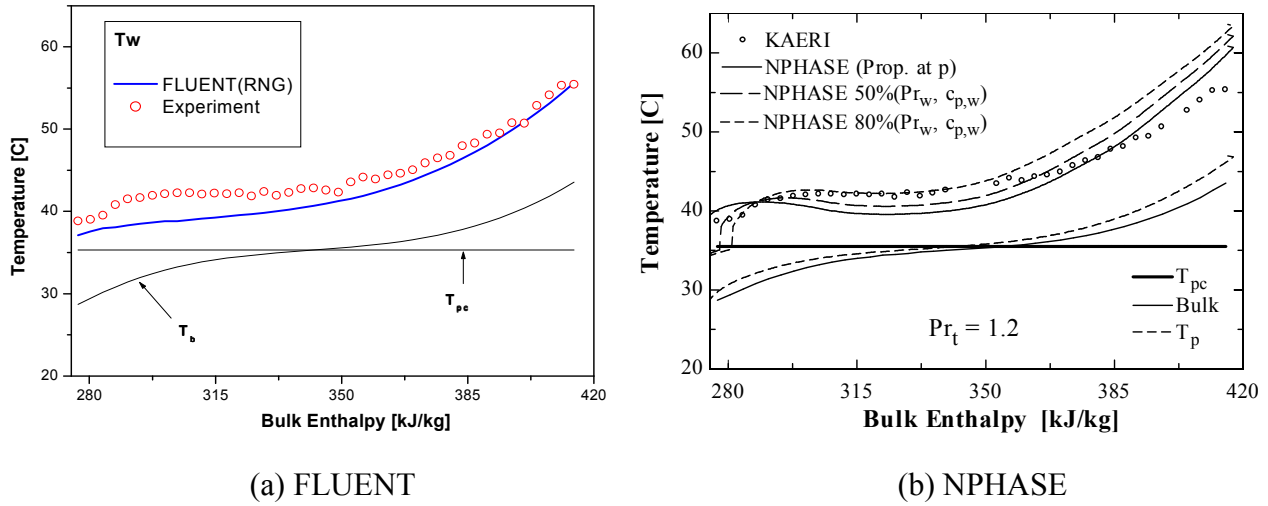 Tw
FLUENT(RNG)
Experiment
Temperature [C]
60
50
40
30
20
280
315
350
385
420
T_b
T_pc
Bulk Enthalpy [kJ/kg]
(a) FLUENT
KAERI
NPHASE (Prop. at p)
NPHASE 50%(Pr_w, c_p,w)
NPHASE 80%(Pr_w, c_p,w)
Temperature [C]
60
50
40
30
20
T_pc
Bulk
T_p
Pr_t = 1.2
280
315
350
385
420
Bulk Enthalpy [kJ/kg]
(b) NPHASE